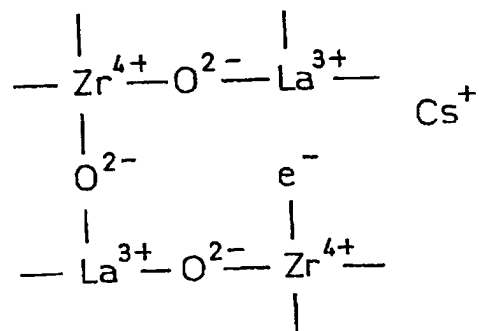 Zr⁴⁺ O²⁻ La³⁺
Cs⁺
O²⁻ e⁻
La³⁺ O²⁻ Zr⁴⁺